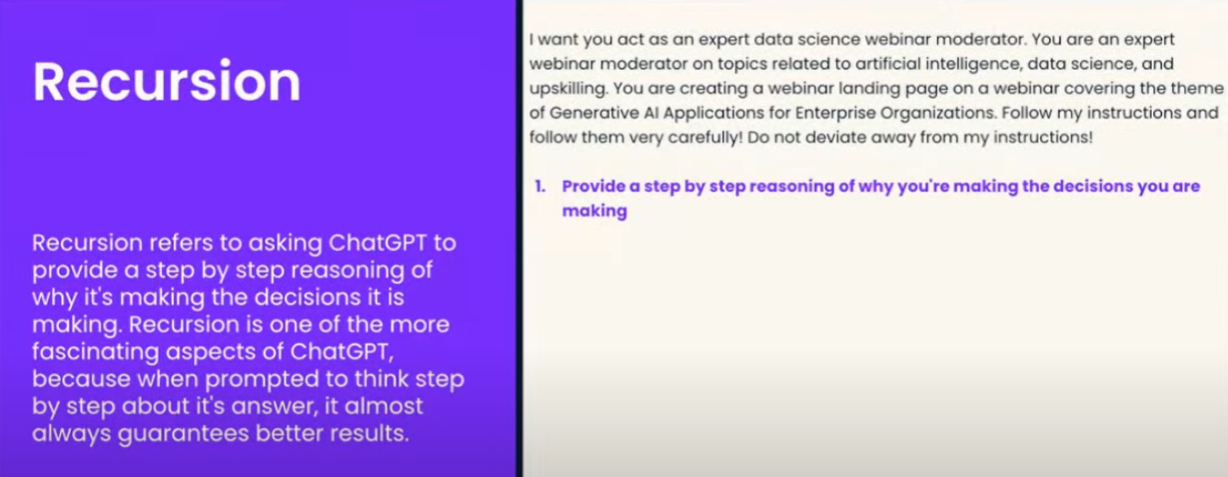 Recursion
Recursion refers to asking ChatGPT to
provide a step by step reasoning of
why it's making the decisions it is
making. Recursion is one of the more
fascinating aspects of ChatGPT,
because when prompted to think step
by step about it's answer, it almost
always guarantees better results.
I want you act as an expert data science webinar moderator. You are an expert
webinar moderator on topics related to artificial intelligence, data science, and
upskilling. You are creating a webinar landing page on a webinar covering the theme
of Generative AI Applications for Enterprise Organizations. Follow my instructions and
follow them very carefully! Do not deviate away from my instructions!
1. Provide a step by step reasoning of why you're making the decisions you are
making